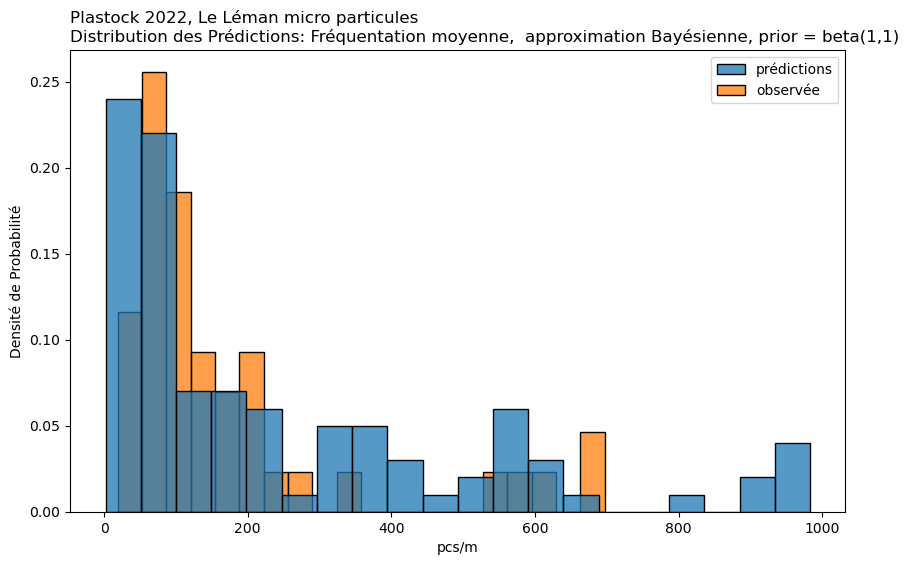 Plastock 2022, Le Léman micro particules
Distribution des Prédictions: Fréquentation moyenne,  approximation Bayésienne, prior = beta(1,1)
prédictions
observée
Densité de Probabilité
0.25
0.20
0.15
0.10
0.05
0.00
0
200
400
600
800
1000
pcs/m